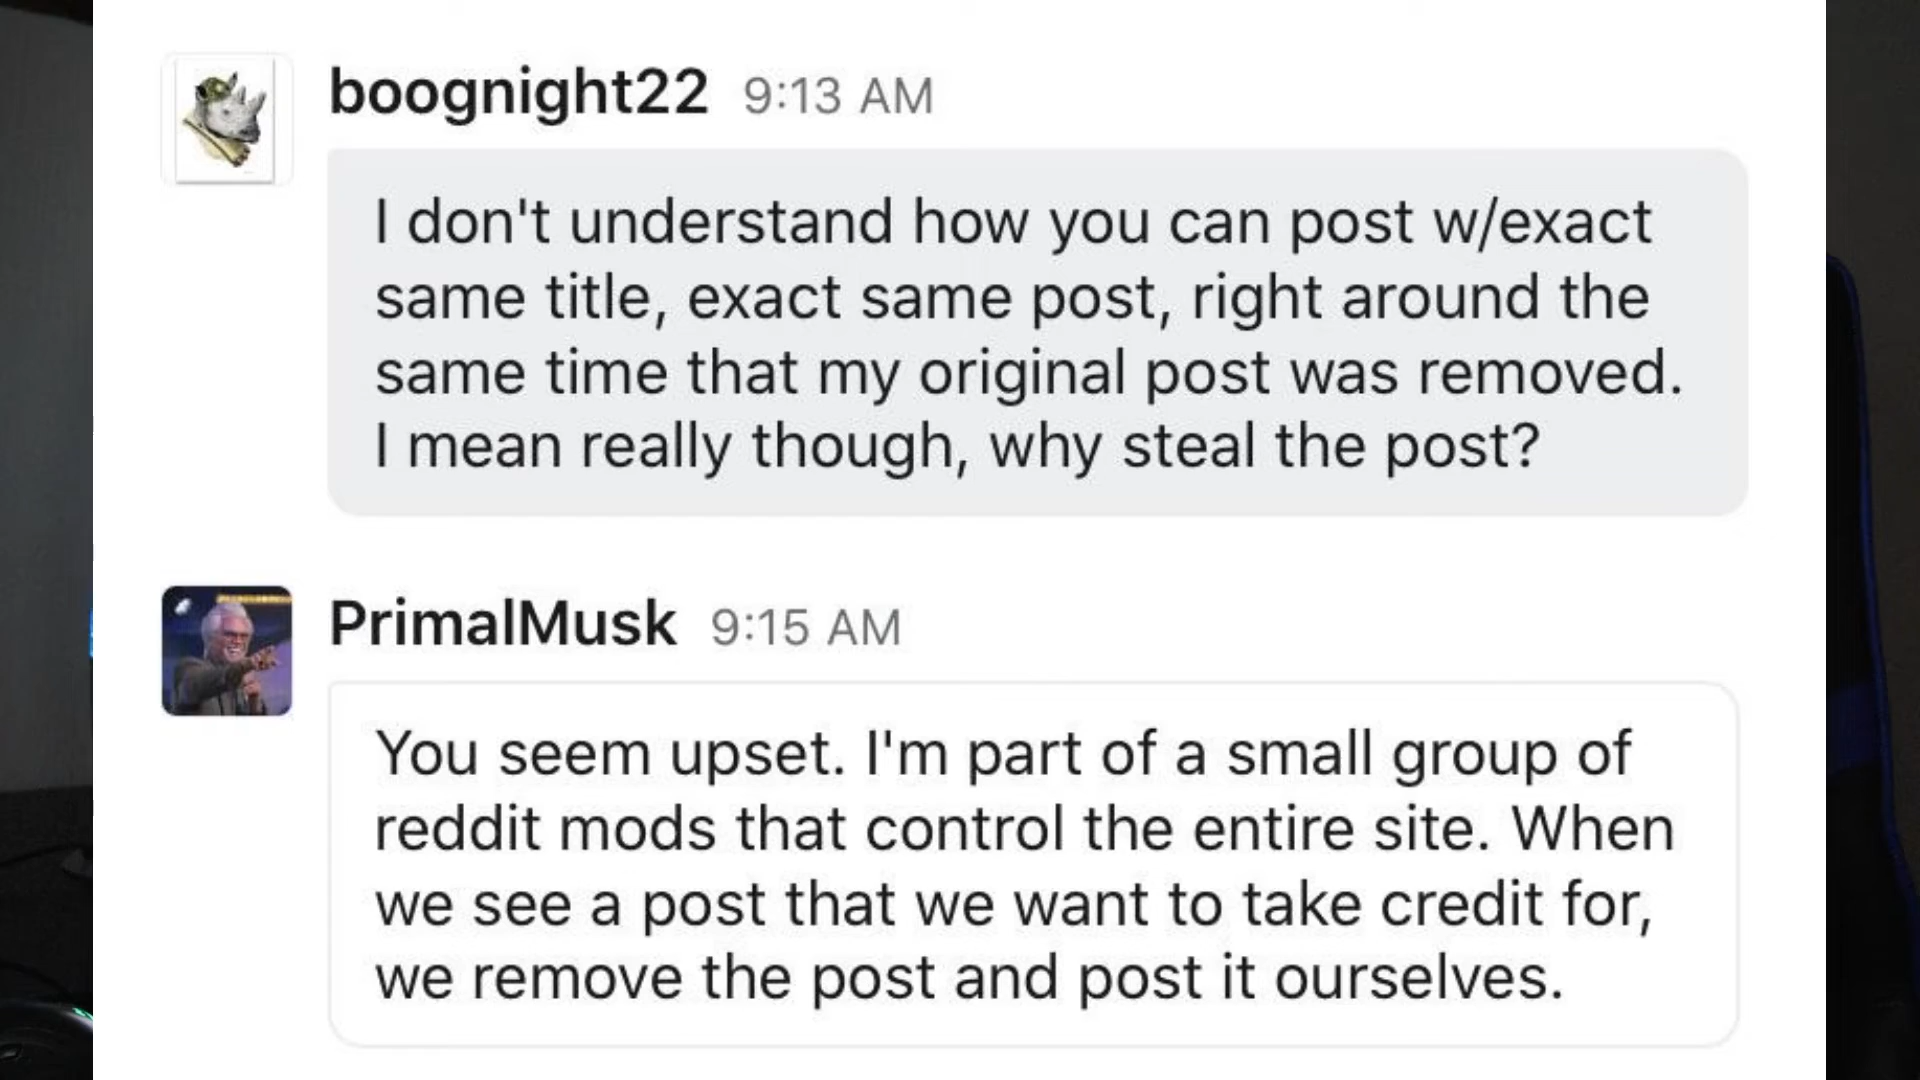 boognight22 9:13 AM
I don't understand how you can post w/exact
same title, exact same post, right around the
same time that my original post was removed.
I mean really though, why steal the post?
PrimalMusk 9:15 AM
You seem upset. I'm part of a small group of
reddit mods that control the entire site. When
we see a post that we want to take credit for,
we remove the post and post it ourselves.